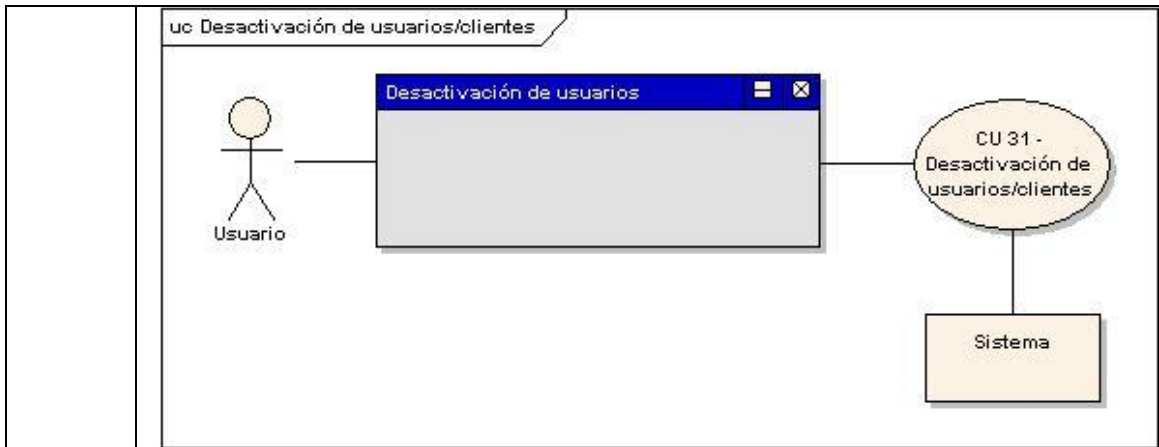 uc Desactivación de usuarios/clientes
Desactivación de usuarios
Usuario
CU 31 -
Desactivación de
usuarios/clientes
Sistema